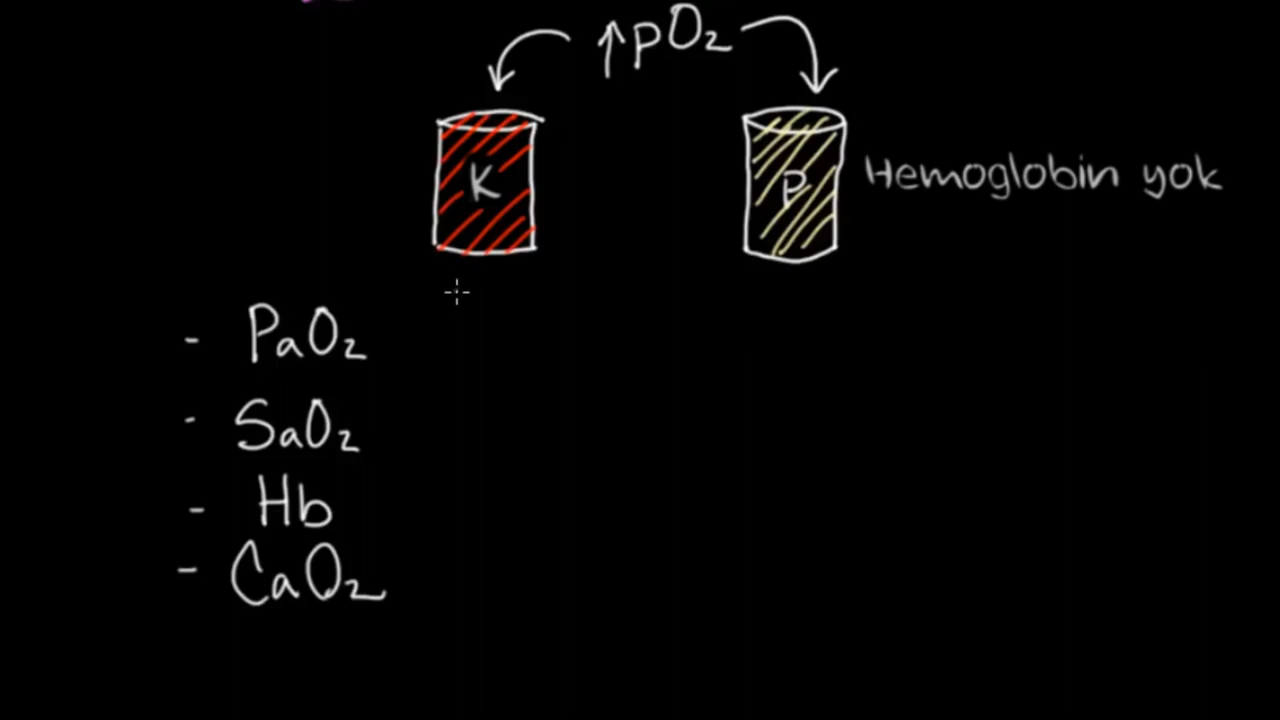 ↑pO₂
K
P
Hemoglobin yok
- PaO₂
- SaO₂
- Hb
- CaO₂